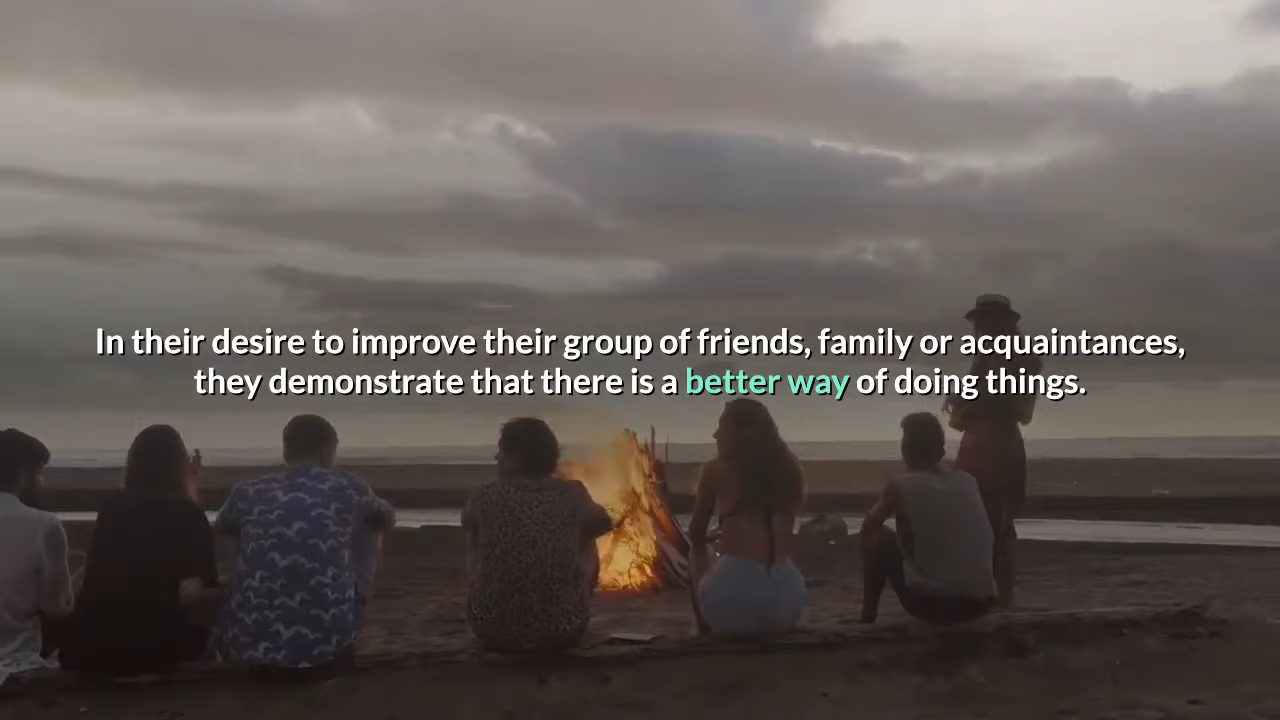 In their desire to improve their group of friends, family or acquaintances,
they demonstrate that there is a better way of doing things.